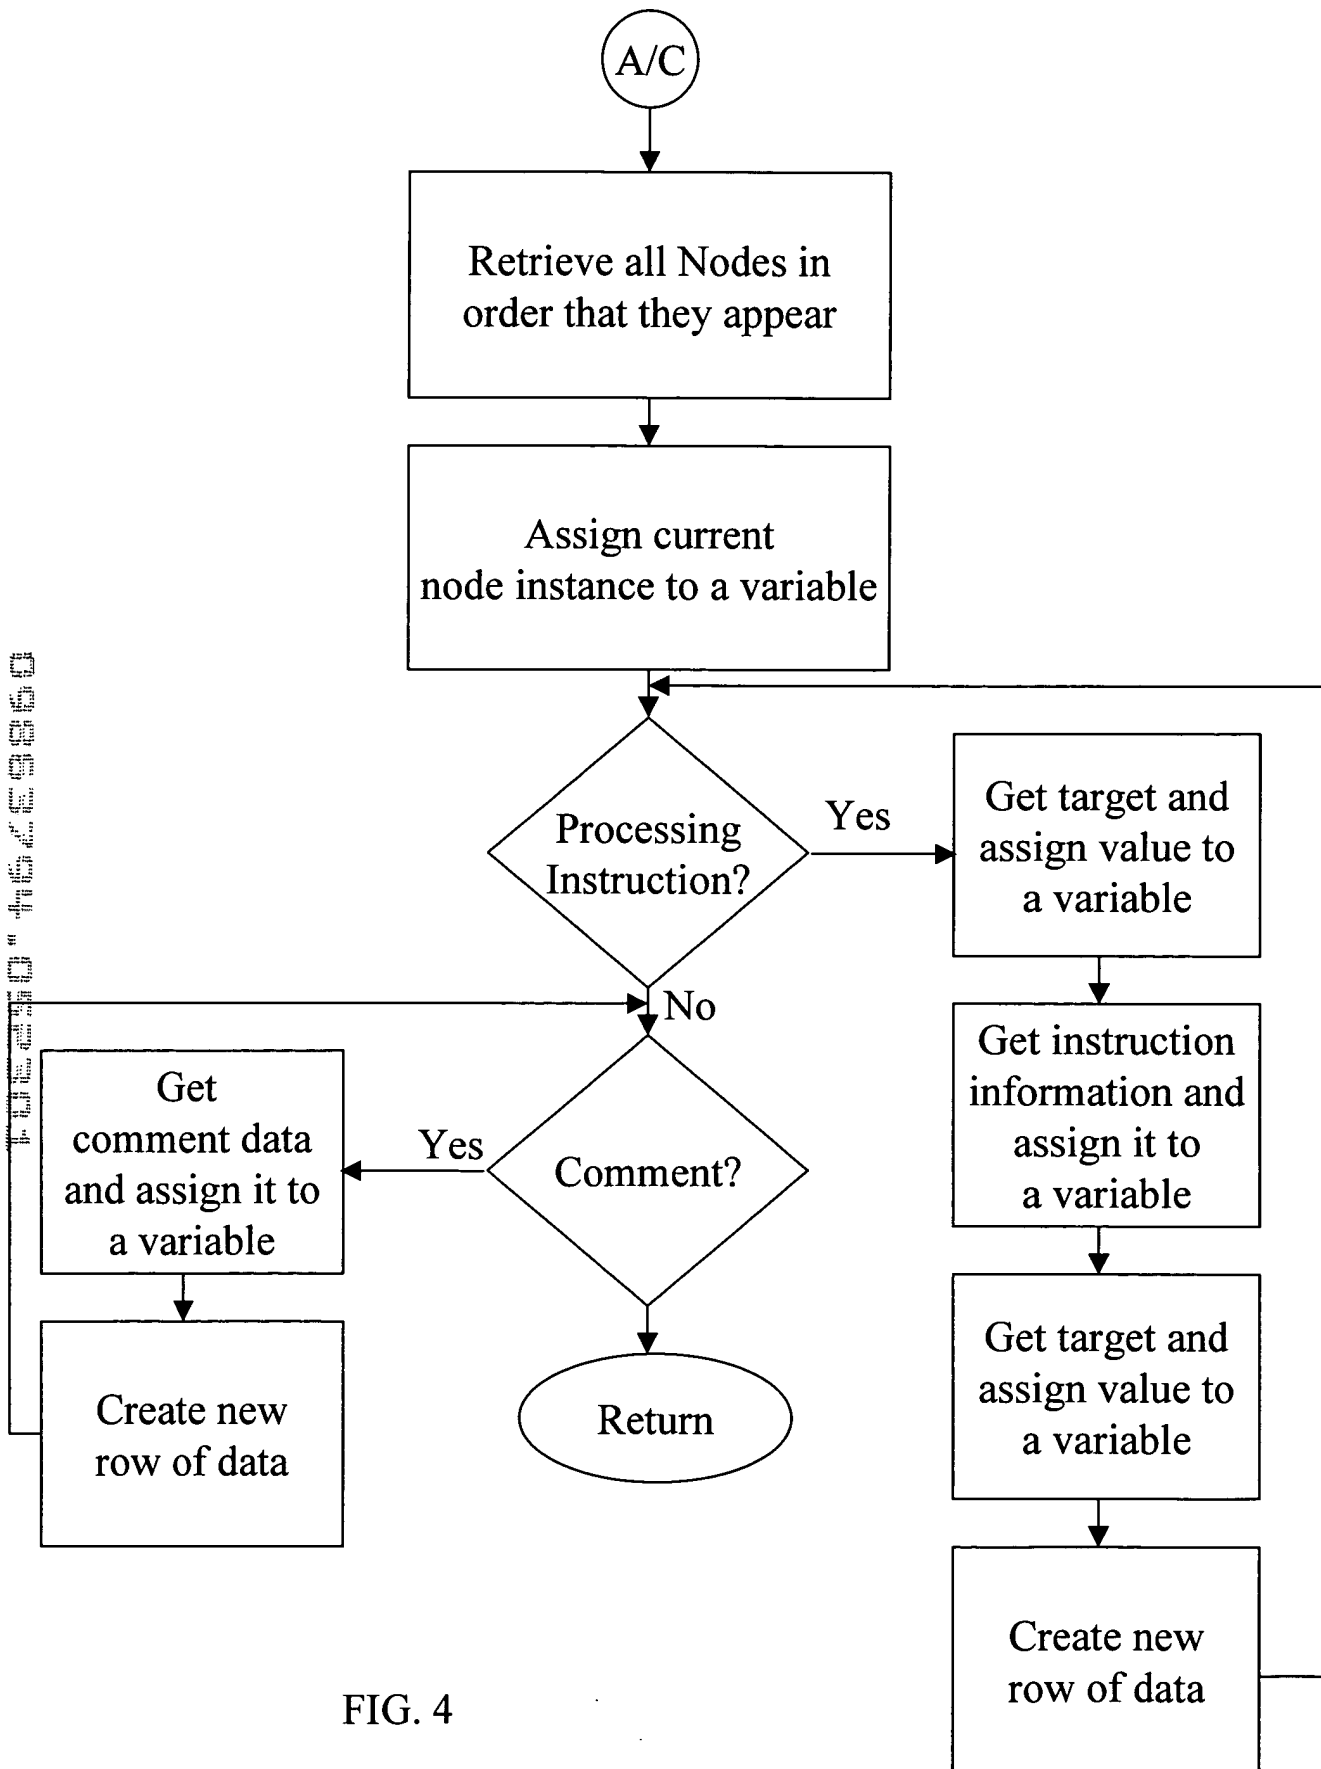 A/C
Retrieve all Nodes in
order that they appear
Assign current
node instance to a variable
Processing
Instruction?
Yes
Get target and
assign value to
a variable
No
Get instruction
information and
assign it to
a variable
Get
comment data
and assign it to
a variable
Yes
Comment?
Get target and
assign value to
a variable
Create new
row of data
Return
Create new
row of data
FIG. 4